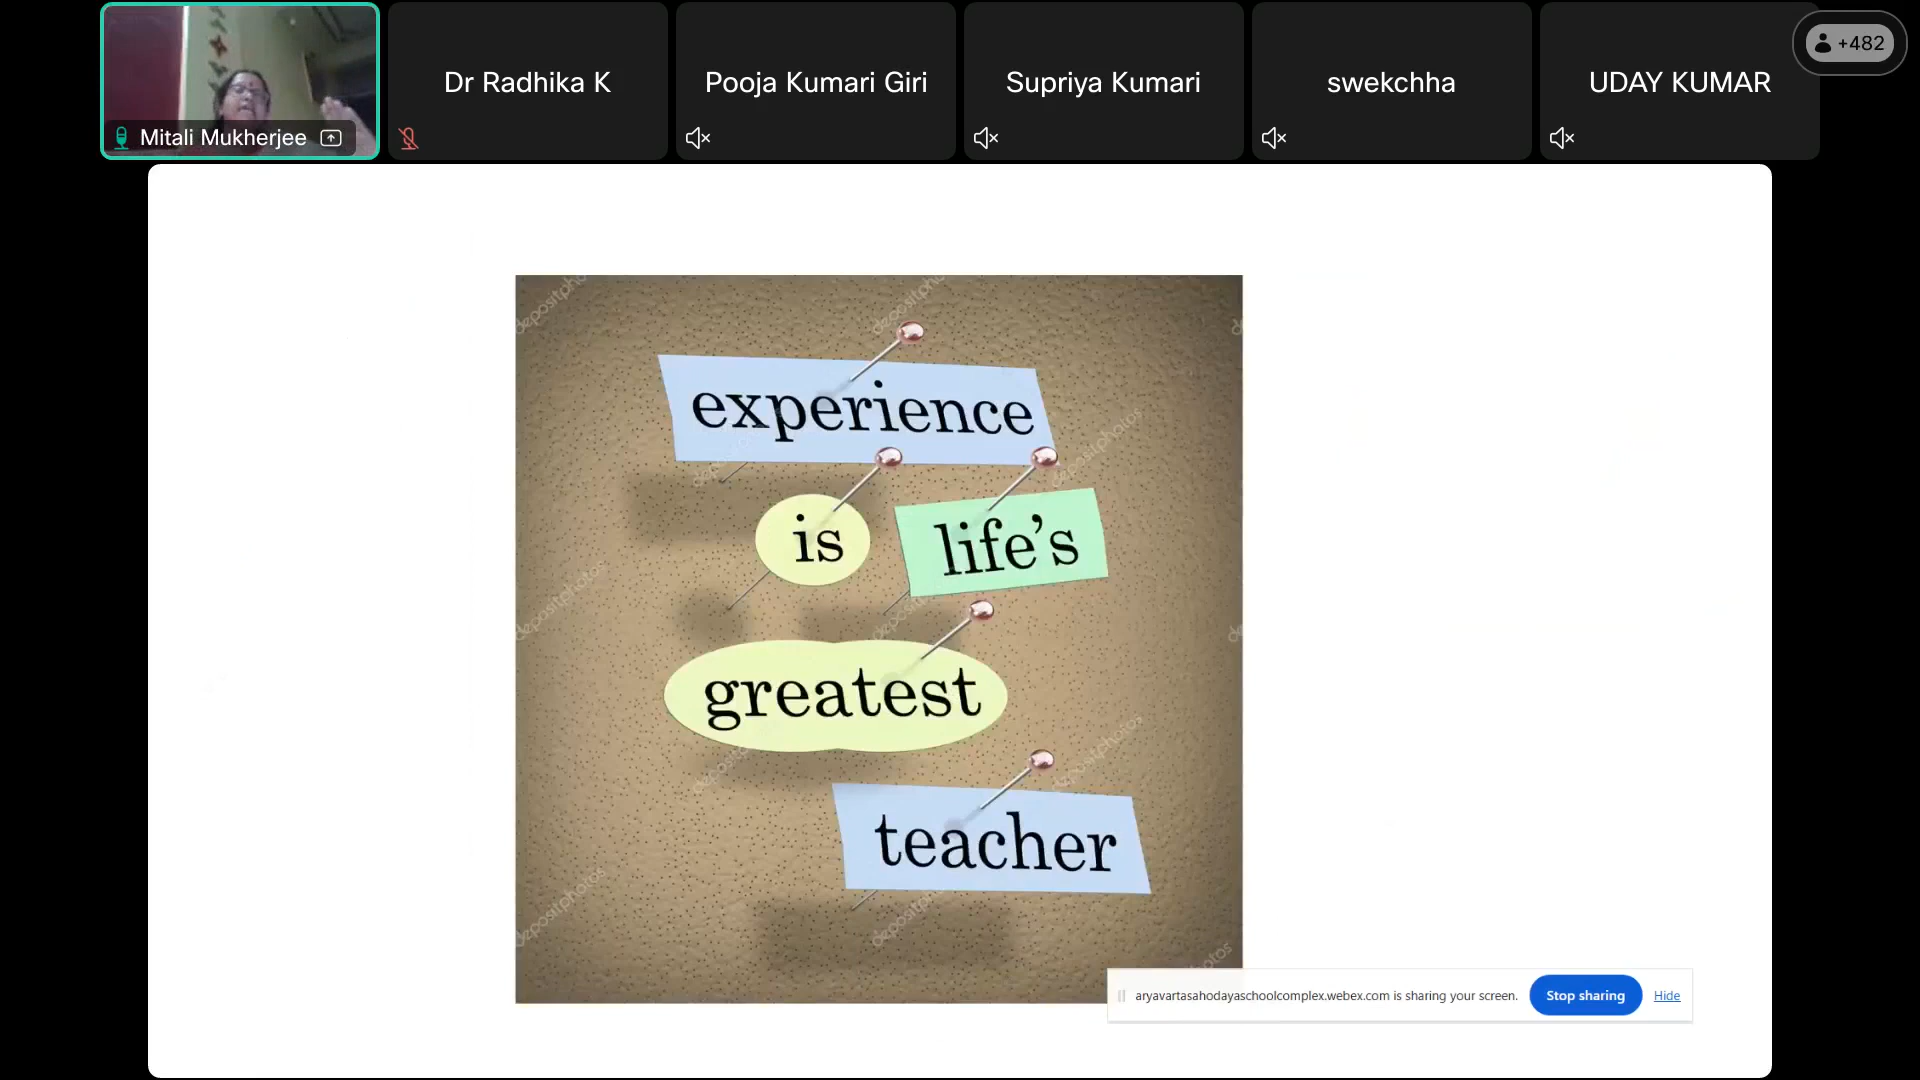 Mitali Mukherjee
Dr Radhika K
Pooja Kumari Giri
Supriya Kumari
swekchha
UDAY KUMAR
+482
experience
is life's
greatest
teacher
depositphotos
aryavartasahodayaschoolcomplex.webex.com is sharing your screen.
Stop sharing
Hide